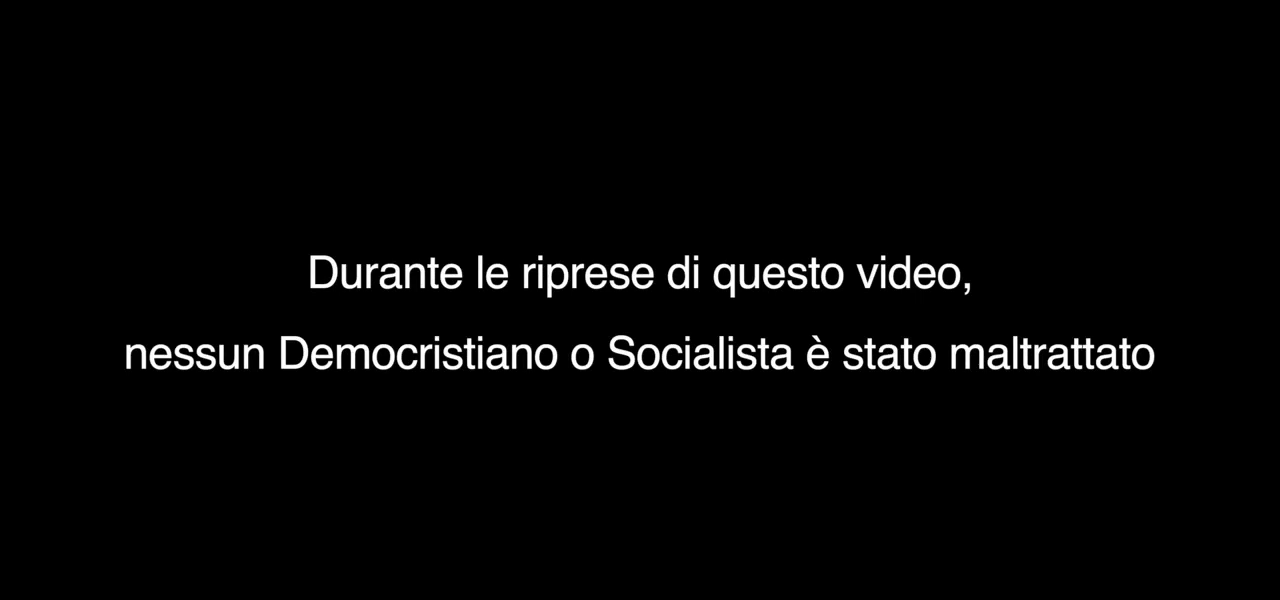 Durante le riprese di questo video,
nessun Democristiano o Socialista è stato maltrattato